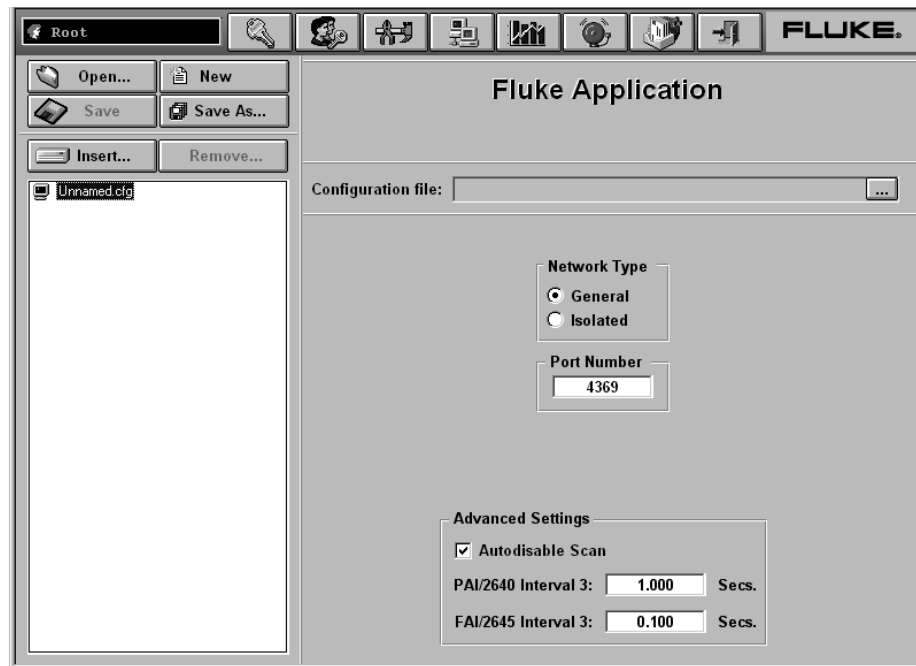 Root
FLUKE.
Open...
New
Save
Save As...
Insert...
Remove...
Unnamed.cfg
Fluke Application
Configuration file:
...
Network Type
General
Isolated
Port Number
4369
Advanced Settings
Autodisable Scan
PAI/2640 Interval 3: 1.000 Secs.
FAI/2645 Interval 3: 0.100 Secs.